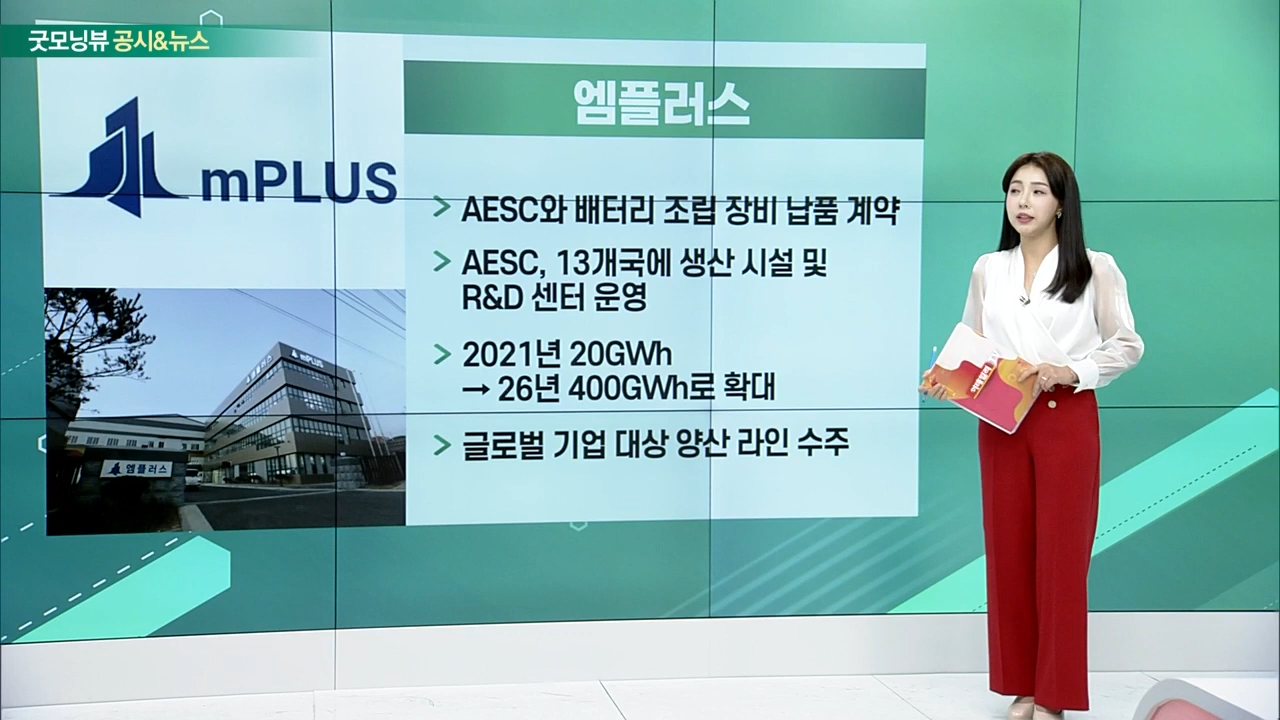 굿모닝뷰 공시&뉴스
mPLUS
엠플러스
AESC와 배터리 조립 장비 납품 계약
AESC, 13개국에 생산 시설 및
R&D 센터 운영
2021년 20GWh
→ 26년 400GWh로 확대
글로벌 기업 대상 양산 라인 수주
mPLUS
엠플러스